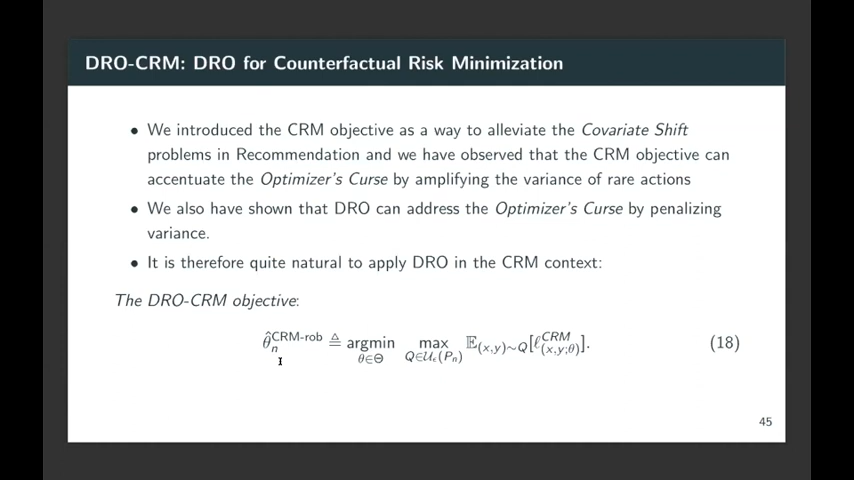 DRO-CRM: DRO for Counterfactual Risk Minimization
• We introduced the CRM objective as a way to alleviate the Covariate Shift
problems in Recommendation and we have observed that the CRM objective can
accentuate the Optimizer's Curse by amplifying the variance of rare actions
• We also have shown that DRO can address the Optimizer's Curse by penalizing
variance.
• It is therefore quite natural to apply DRO in the CRM context:
The DRO-CRM objective:
θ̂ₙ^CRM-rob ≜ argmin_{θ∈Θ} max_{Q∈𝒰_ϵ(Pₙ)} 𝔼_{(x,y)∼Q}[ℓ^{CRM}_{(x,y;θ)}]. (18)
45